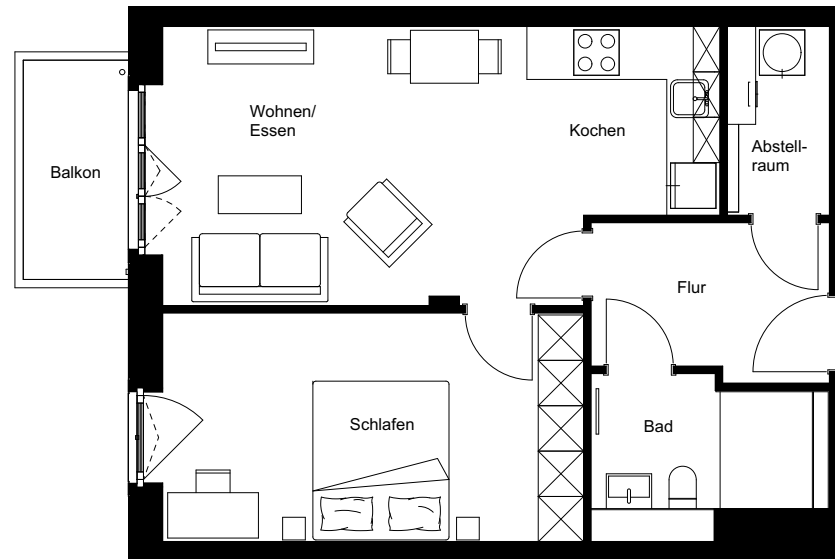 Wohnen/
Essen
Kochen
Abstell-
raum
Balkon
Flur
Schlafen
Bad